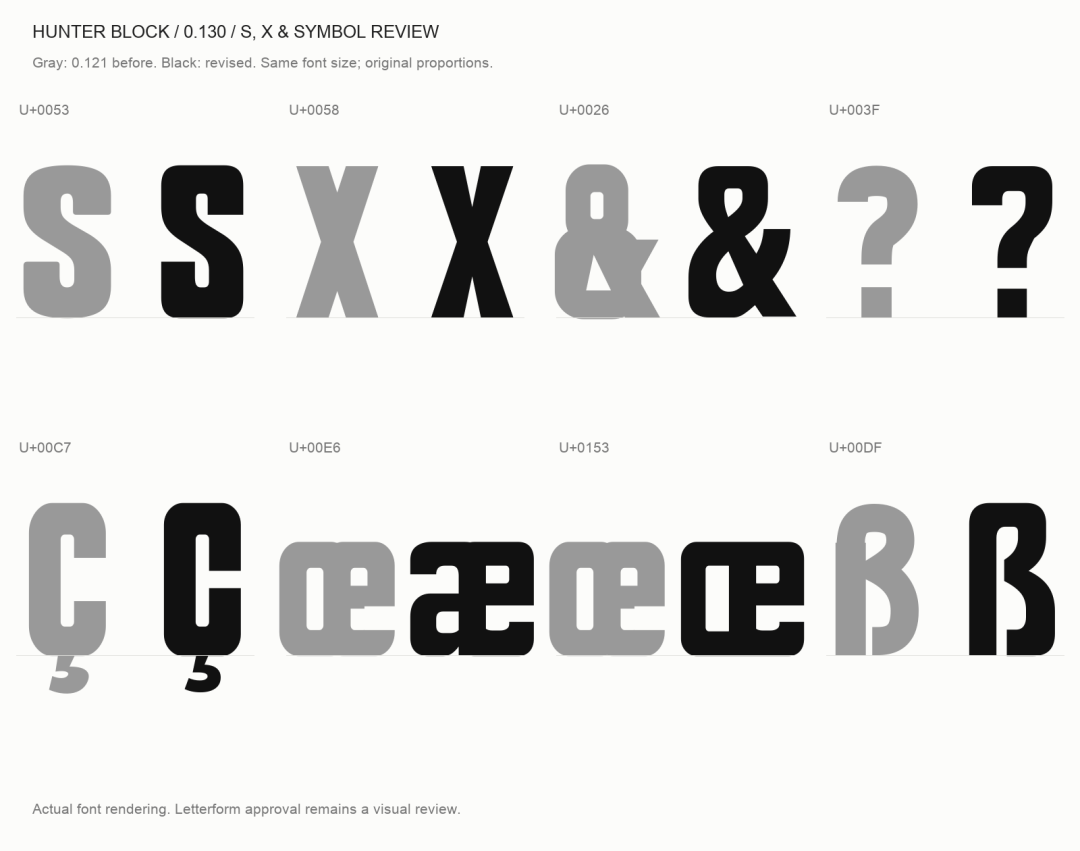 HUNTER BLOCK / 0.130 / S, X & SYMBOL REVIEW
Gray: 0.121 before. Black: revised. Same font size; original proportions.
U+0053 U+0058 U+0026 U+003F
S S X X & & ? ?
U+00C7 U+00E6 U+0153 U+00DF
Ç Ç œ æ œ œ ß ß
Actual font rendering. Letterform approval remains a visual review.